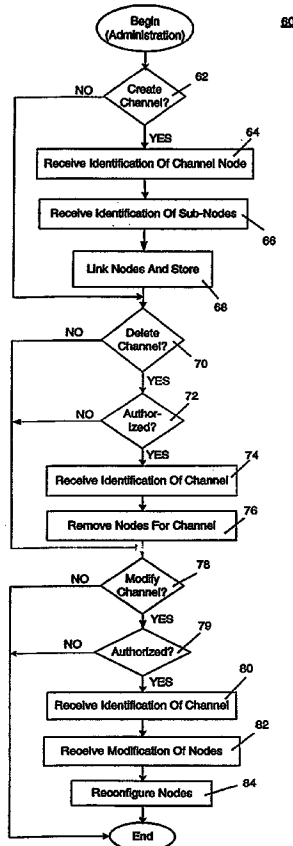 Begin
(Administration)
60
62
Create
Channel?
NO
YES
64
Receive Identification Of Channel Node
66
Receive Identification Of Sub-Nodes
Link Nodes And Store
68
NO
Delete
Channel?
70
YES
72
NO
Author-
ized?
YES
74
Receive Identification Of Channel
76
Remove Nodes For Channel
78
NO
Modify
Channel?
YES
79
NO
Authorized?
YES
80
Receive Identification Of Channel
82
Receive Modification Of Nodes
84
Reconfigure Nodes
End